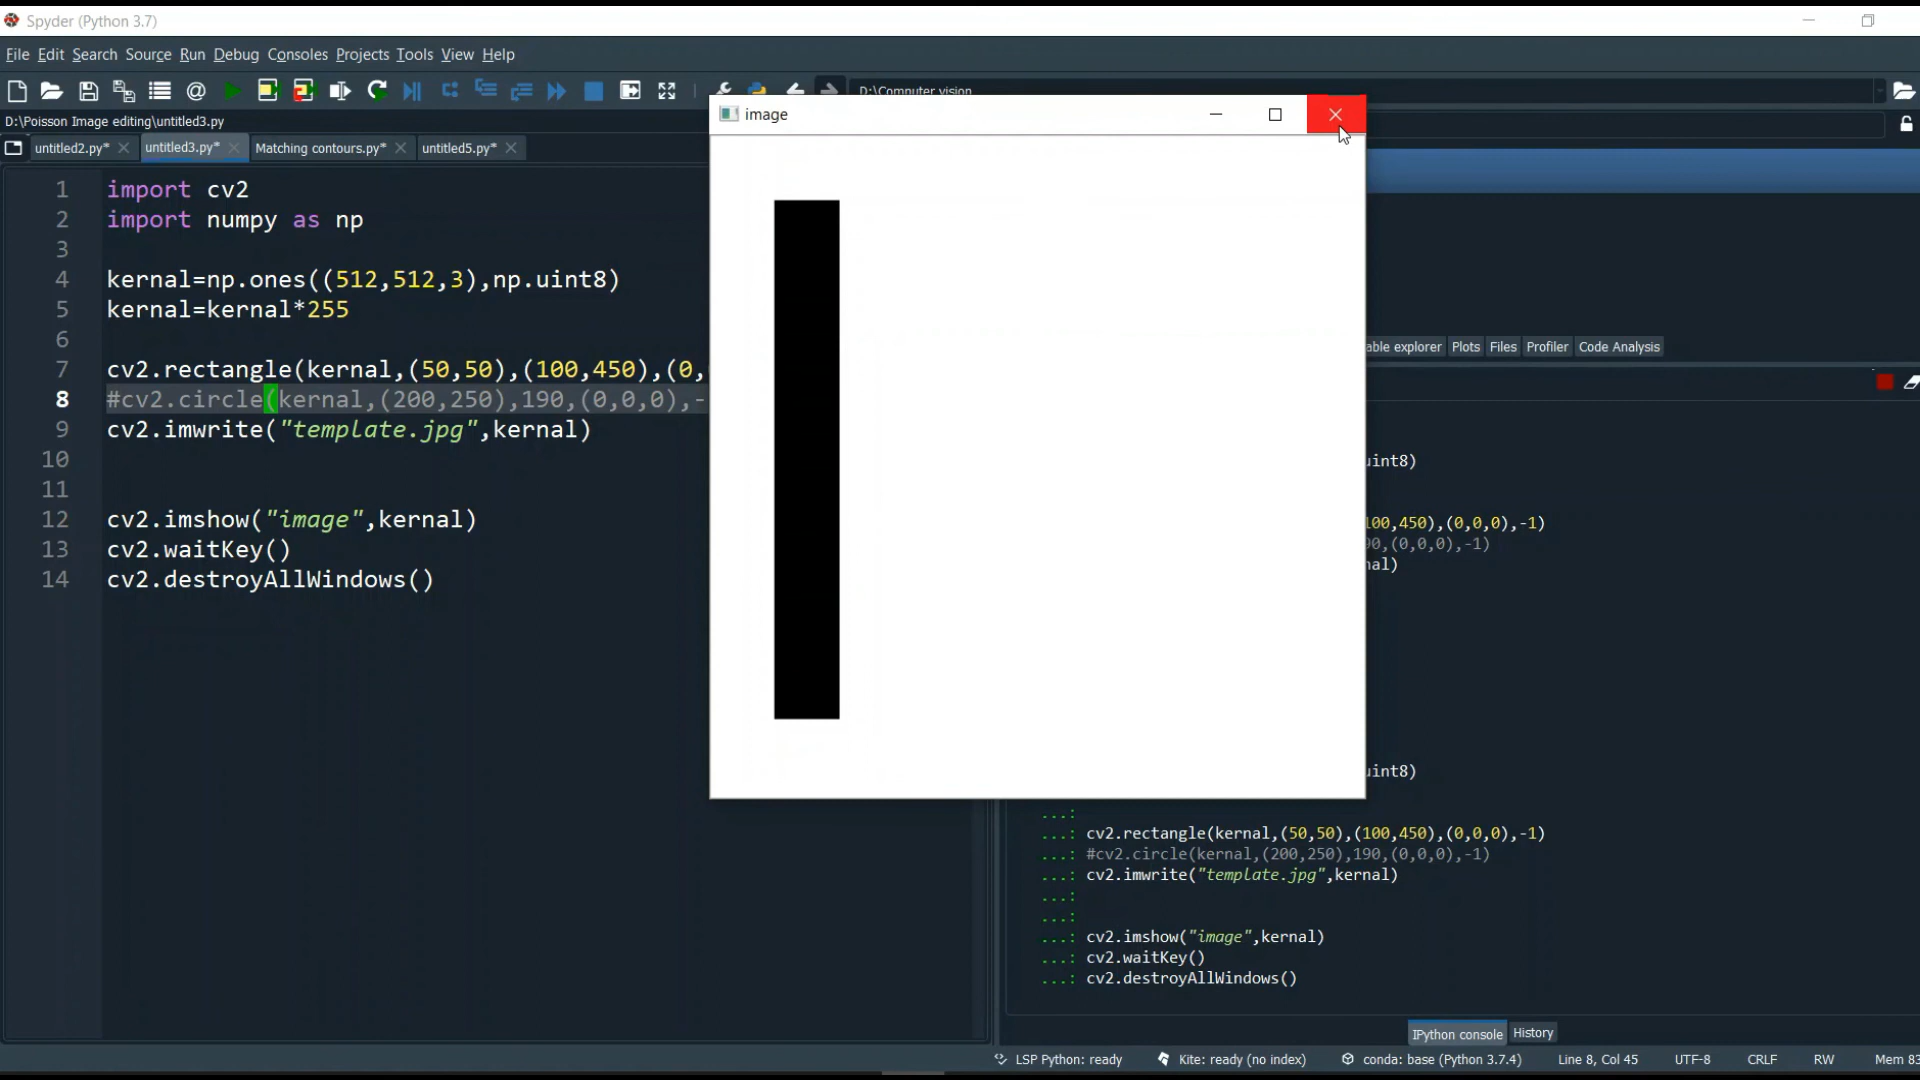 Spyder (Python 3.7)
File Edit Search Source Run Debug Consoles Projects Tools View Help
D:\Computer vision
D:\Poisson Image editing\untitled3.py
image
untitled2.py* untitled3.py* Matching contours.py* untitled5.py*
1 import cv2
2 import numpy as np
3
4 kernal=np.ones((512,512,3),np.uint8)
5 kernal=kernal*255
6
7 cv2.rectangle(kernal,(50,50),(100,450),(0,
8 #cv2.circle(kernal,(200,250),190,(0,0,0),-
9 cv2.imwrite("template.jpg",kernal)
10
11
12 cv2.imshow("image",kernal)
13 cv2.waitKey()
14 cv2.destroyAllWindows()
able explorer Plots Files Profiler Code Analysis
uint8)
100,450),(0,0,0),-1)
90,(0,0,0),-1)
nal)
uint8)
...:
...: cv2.rectangle(kernal,(50,50),(100,450),(0,0,0),-1)
...: #cv2.circle(kernal,(200,250),190,(0,0,0),-1)
...: cv2.imwrite("template.jpg",kernal)
...:
...:
...: cv2.imshow("image",kernal)
...: cv2.waitKey()
...: cv2.destroyAllWindows()
IPython console History
LSP Python: ready Kite: ready (no index) conda: base (Python 3.7.4) Line 8, Col 45 UTF-8 CRLF RW Mem 83